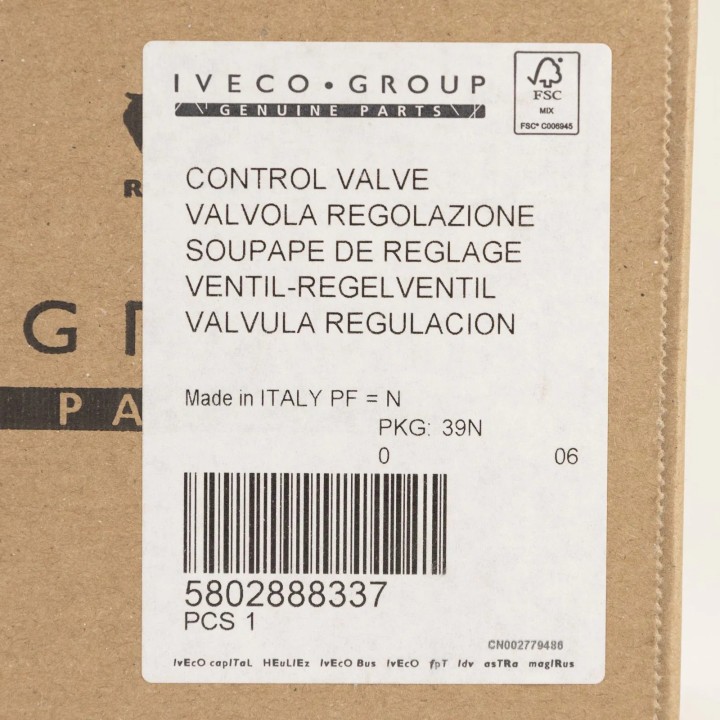 IVECO • GROUP
GENUINE PARTS
FSC
MIX
FSC® C006945
CONTROL VALVE
VALVOLA REGOLAZIONE
SOUPAPE DE REGLAGE
VENTIL-REGELVENTIL
VALVULA REGULACION
Made in ITALY PF = N
PKG: 39N
0 06
5802888337
PCS 1
CN002779486
IvEcO capITaL HEuLIEz IvEcO Bus IvEcO fpT Idv asTRa magIRus
R
G
PA